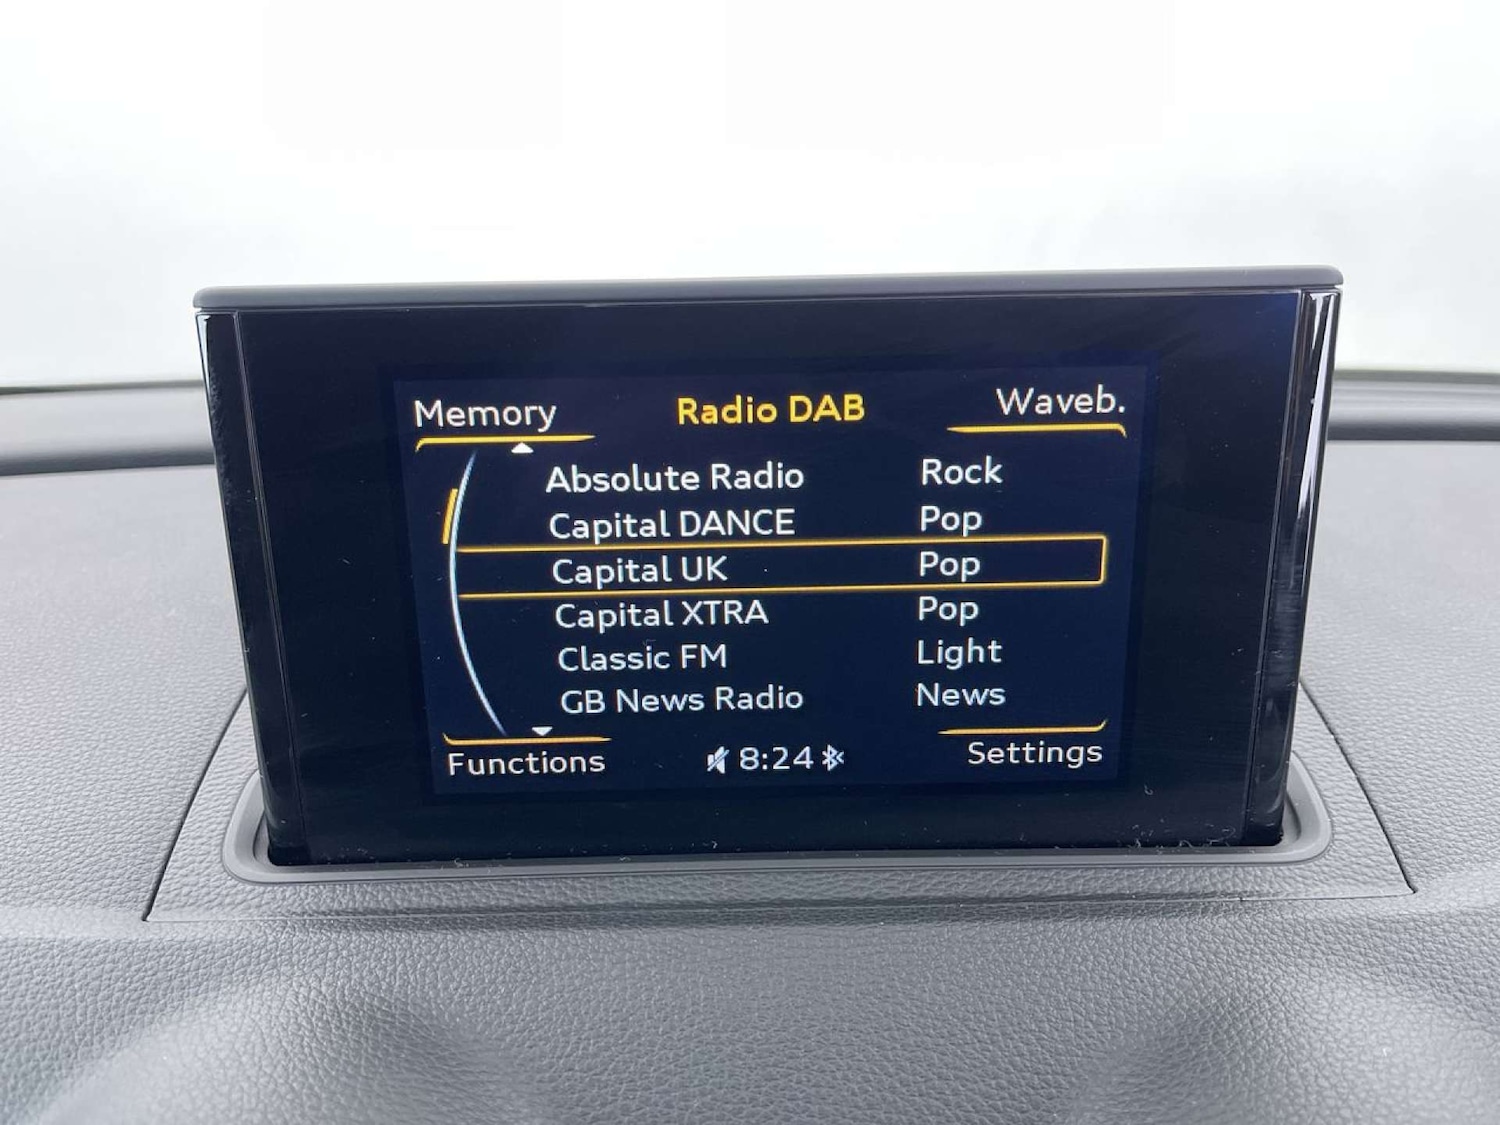 Memory Radio DAB Waveb.
Absolute Radio Rock
Capital DANCE Pop
Capital UK Pop
Capital XTRA Pop
Classic FM Light
GB News Radio News
Functions 8:24 Settings